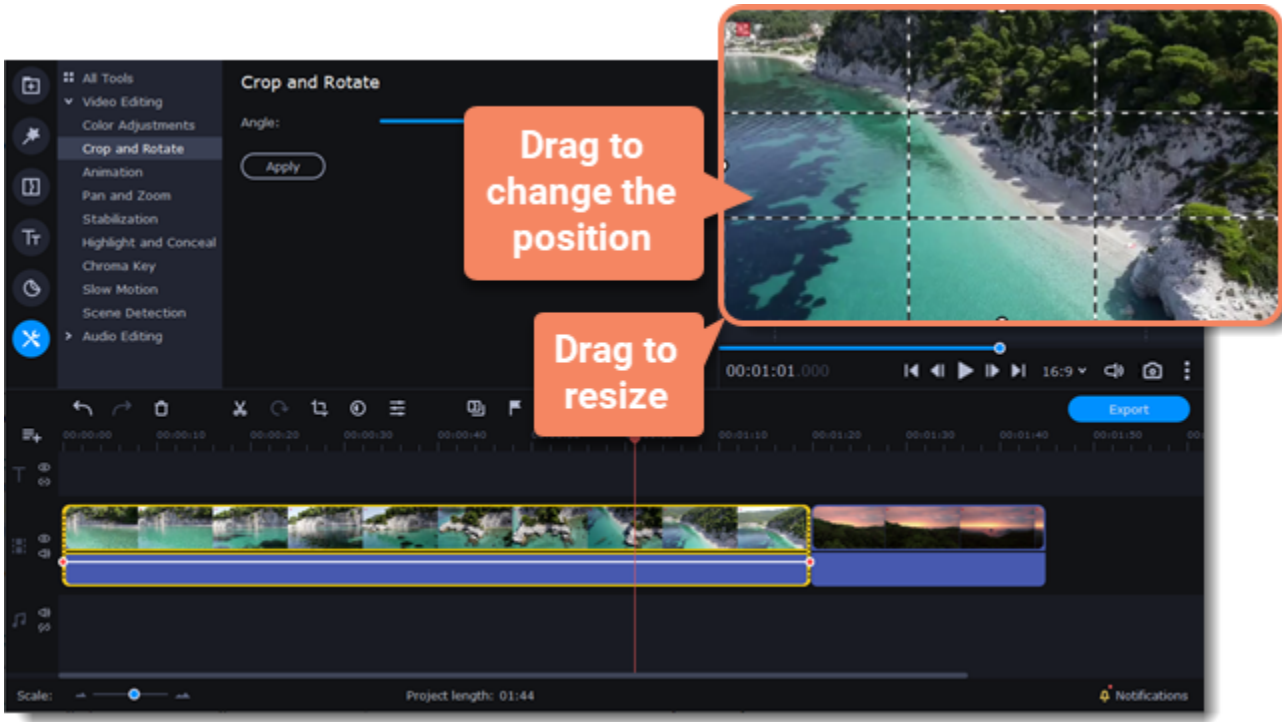 All Tools
Video Editing
Color Adjustments
Crop and Rotate
Animation
Pan and Zoom
Stabilization
Highlight and Conceal
Chroma Key
Slow Motion
Scene Detection
Audio Editing
Crop and Rotate
Angle:
Apply
Drag to
change the
position
Drag to
resize
00:01:01.000
16:9
Export
00:00:00 00:00:10 00:00:20 00:00:30 00:00:40 00:01:10 00:01:20 00:01:30 00:01:40 00:01:50
Scale:
Project length: 01:44
Notifications